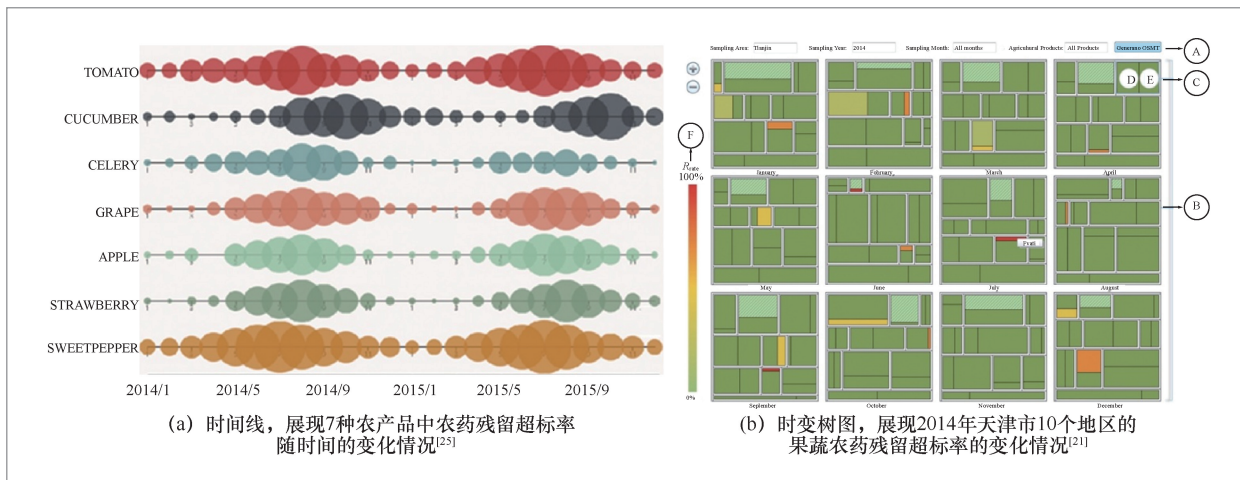 TOMATO
CUCUMBER
CELERY
GRAPE
APPLE
STRAWBERRY
SWEETPEPPER
2014/1 2014/5 2014/9 2015/1 2015/5 2015/9
(a) 时间线，展现7种农产品中农药残留超标率
随时间的变化情况[25]
Sampling Area: Tianjin Sampling Year: 2014 Sampling Month: All months Agricultural Products: All Products Generate OSMT
A
D E
C
F
Rrate
100%
January
February
March
April
B
May
June
July
August
0%
September
October
November
December
(b) 时变树图，展现2014年天津市10个地区的
果蔬农药残留超标率的变化情况[21]